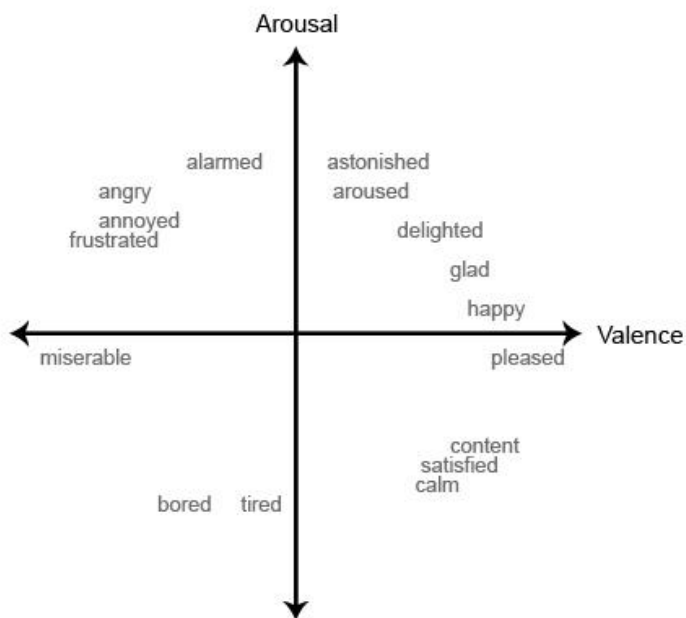 Arousal
alarmed
astonished
angry
aroused
annoyed
delighted
frustrated
glad
happy
Valence
miserable
pleased
content
satisfied
calm
bored
tired